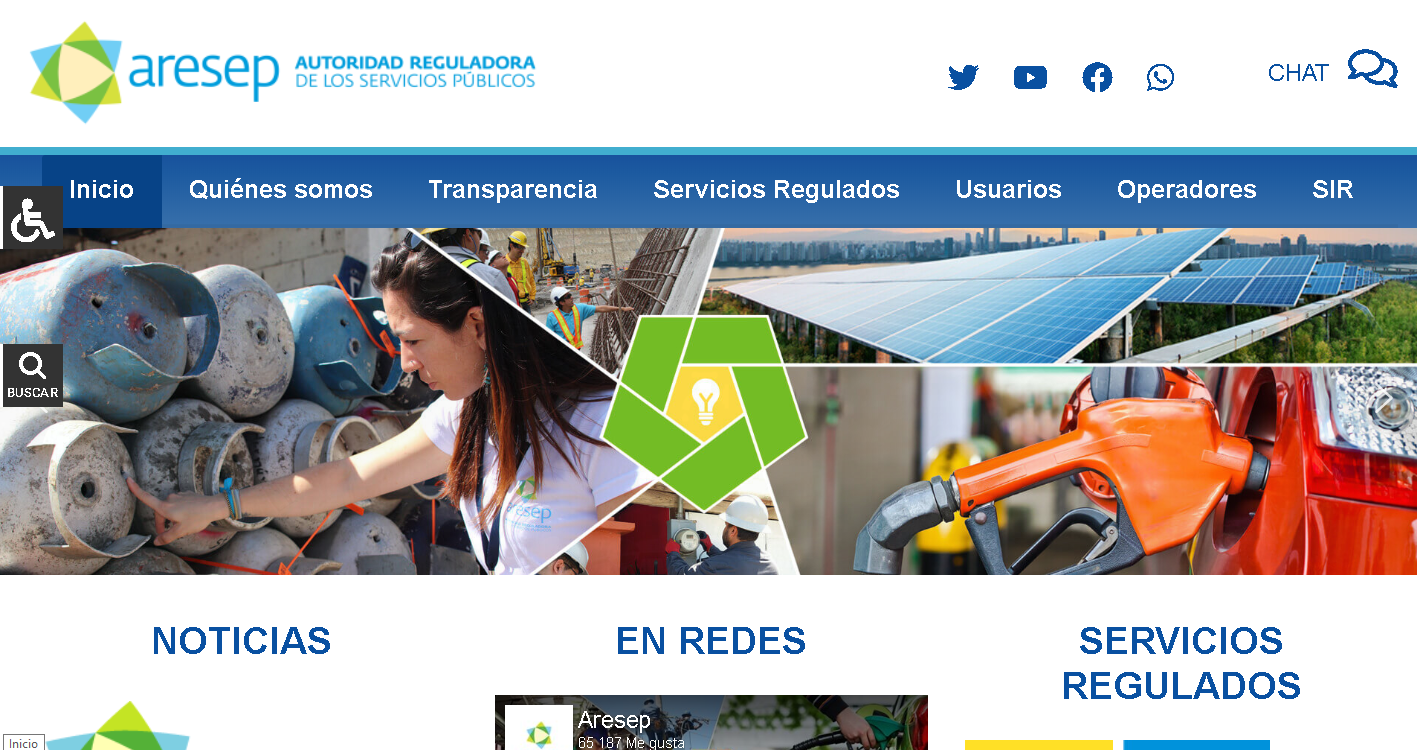 aresep AUTORIDAD REGULADORA
DE LOS SERVICIOS PÚBLICOS
CHAT
Inicio Quiénes somos Transparencia Servicios Regulados Usuarios Operadores SIR
BUSCAR
aresep
NOTICIAS
EN REDES
SERVICIOS
REGULADOS
Aresep
65 187 Me gusta
Inicio